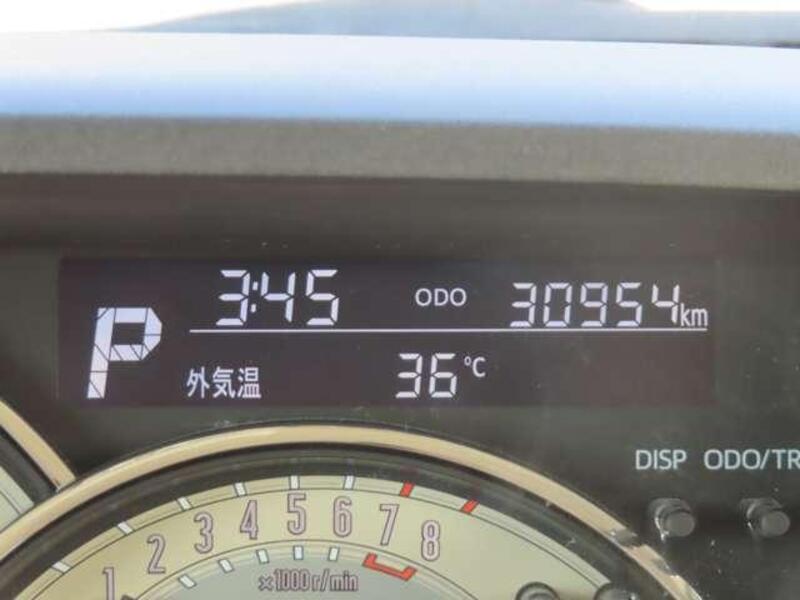 3:45 ODO 30954km
P
外気温 36℃
DISP ODO/TR
1 2 3 4 5 6 7 8
×1000r/min